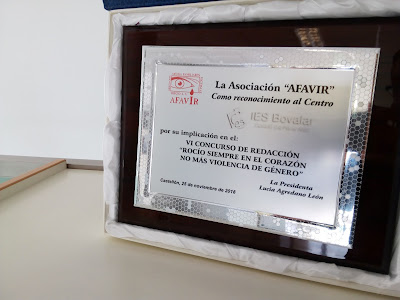 La Asociación "AFAVIR"
Como reconocimiento al Centro
AFAVIR
IES Bovalar
por su implicación en el:
VI CONCURSO DE REDACCIÓN
"ROCÍO SIEMPRE EN EL CORAZÓN
NO MÁS VIOLENCIA DE GÉNERO"
La Presidenta
Lucía Agredano León
Castellón, 25 de noviembre de 2018